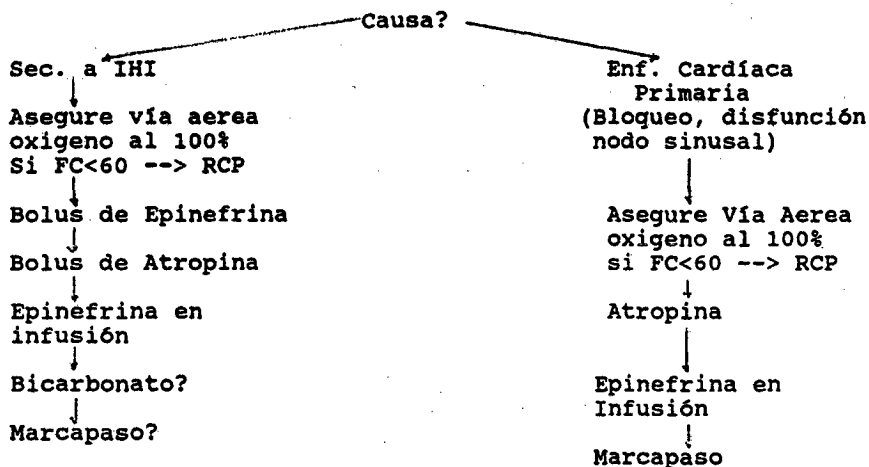 Causa?
Sec. a IHI
Asegure vía aerea
oxigeno al 100%
Si FC<60 --> RCP
Bolus de Epinefrina
Bolus de Atropina
Epinefrina en
infusión
Bicarbonato?
Marcapaso?
Enf. Cardíaca
Primaria
(Bloqueo, disfunción
nodo sinusal)
Asegure Vía Aerea
oxigeno al 100%
si FC<60 --> RCP
Atropina
Epinefrina en
Infusión
Marcapaso